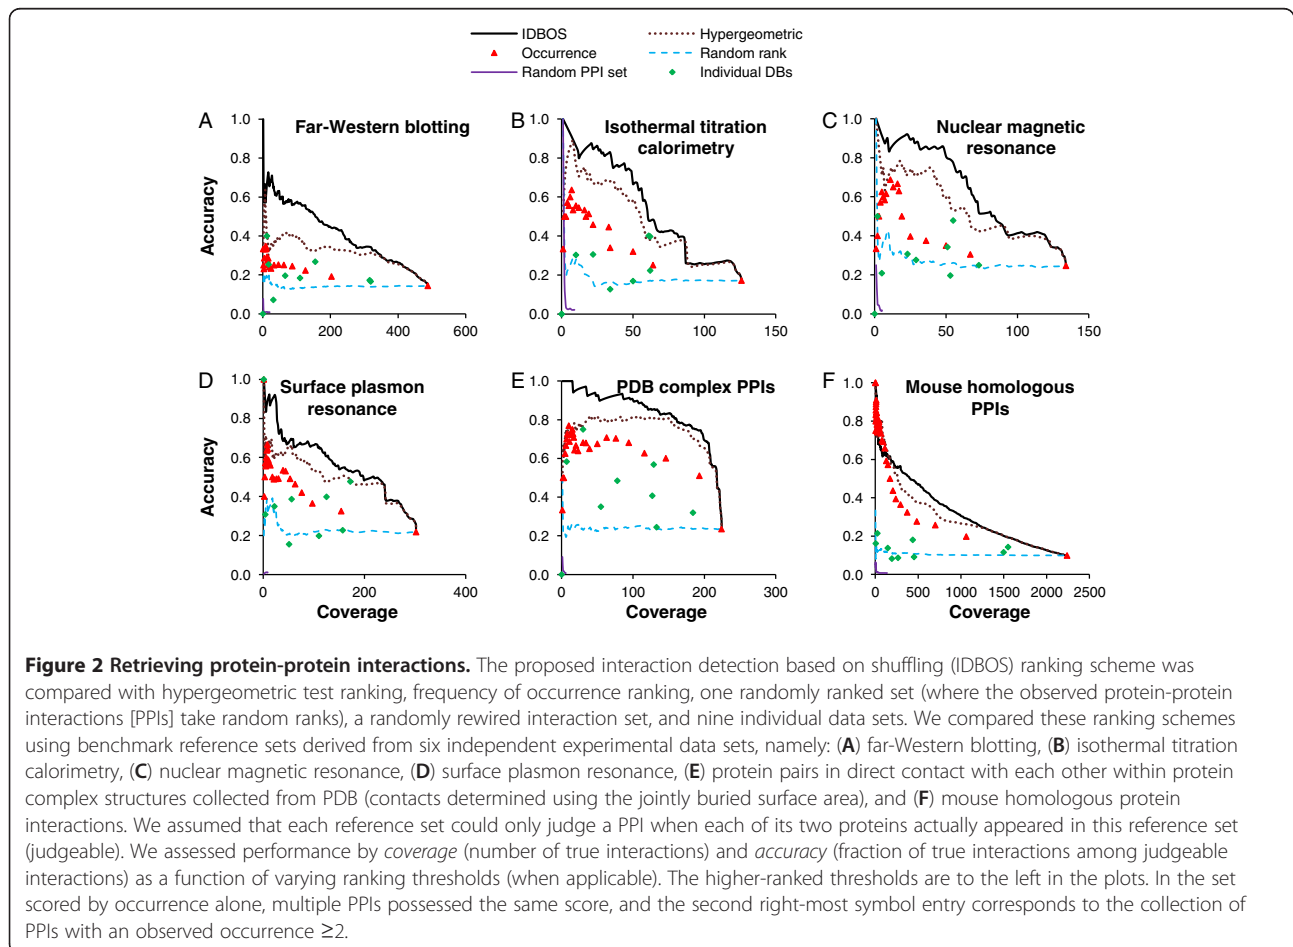 IDBOS
Hypergeometric
Occurrence
Random rank
Random PPI set
Individual DBs
A
Far-Western blotting
Accuracy
1.0
0.8
0.6
0.4
0.2
0.0
0
200
400
600
B
Isothermal titration
calorimetry
1.0
0.8
0.6
0.4
0.2
0.0
0
50
100
150
C
Nuclear magnetic
resonance
1.0
0.8
0.6
0.4
0.2
0.0
0
50
100
150
D
Surface plasmon
resonance
Accuracy
1.0
0.8
0.6
0.4
0.2
0.0
0
200
400
Coverage
E
PDB complex PPIs
1.0
0.8
0.6
0.4
0.2
0.0
0
100
200
300
Coverage
F
Mouse homologous
PPIs
1.0
0.8
0.6
0.4
0.2
0.0
0
500
1000
1500
2000
2500
Coverage
Figure 2 Retrieving protein-protein interactions. The proposed interaction detection based on shuffling (IDBOS) ranking scheme was
compared with hypergeometric test ranking, frequency of occurrence ranking, one randomly ranked set (where the observed protein-protein
interactions [PPIs] take random ranks), a randomly rewired interaction set, and nine individual data sets. We compared these ranking schemes
using benchmark reference sets derived from six independent experimental data sets, namely: (A) far-Western blotting, (B) isothermal titration
calorimetry, (C) nuclear magnetic resonance, (D) surface plasmon resonance, (E) protein pairs in direct contact with each other within protein
complex structures collected from PDB (contacts determined using the jointly buried surface area), and (F) mouse homologous protein
interactions. We assumed that each reference set could only judge a PPI when each of its two proteins actually appeared in this reference set
(judgeable). We assessed performance by coverage (number of true interactions) and accuracy (fraction of true interactions among judgeable
interactions) as a function of varying ranking thresholds (when applicable). The higher-ranked thresholds are to the left in the plots. In the set
scored by occurrence alone, multiple PPIs possessed the same score, and the second right-most symbol entry corresponds to the collection of
PPIs with an observed occurrence ≥2.